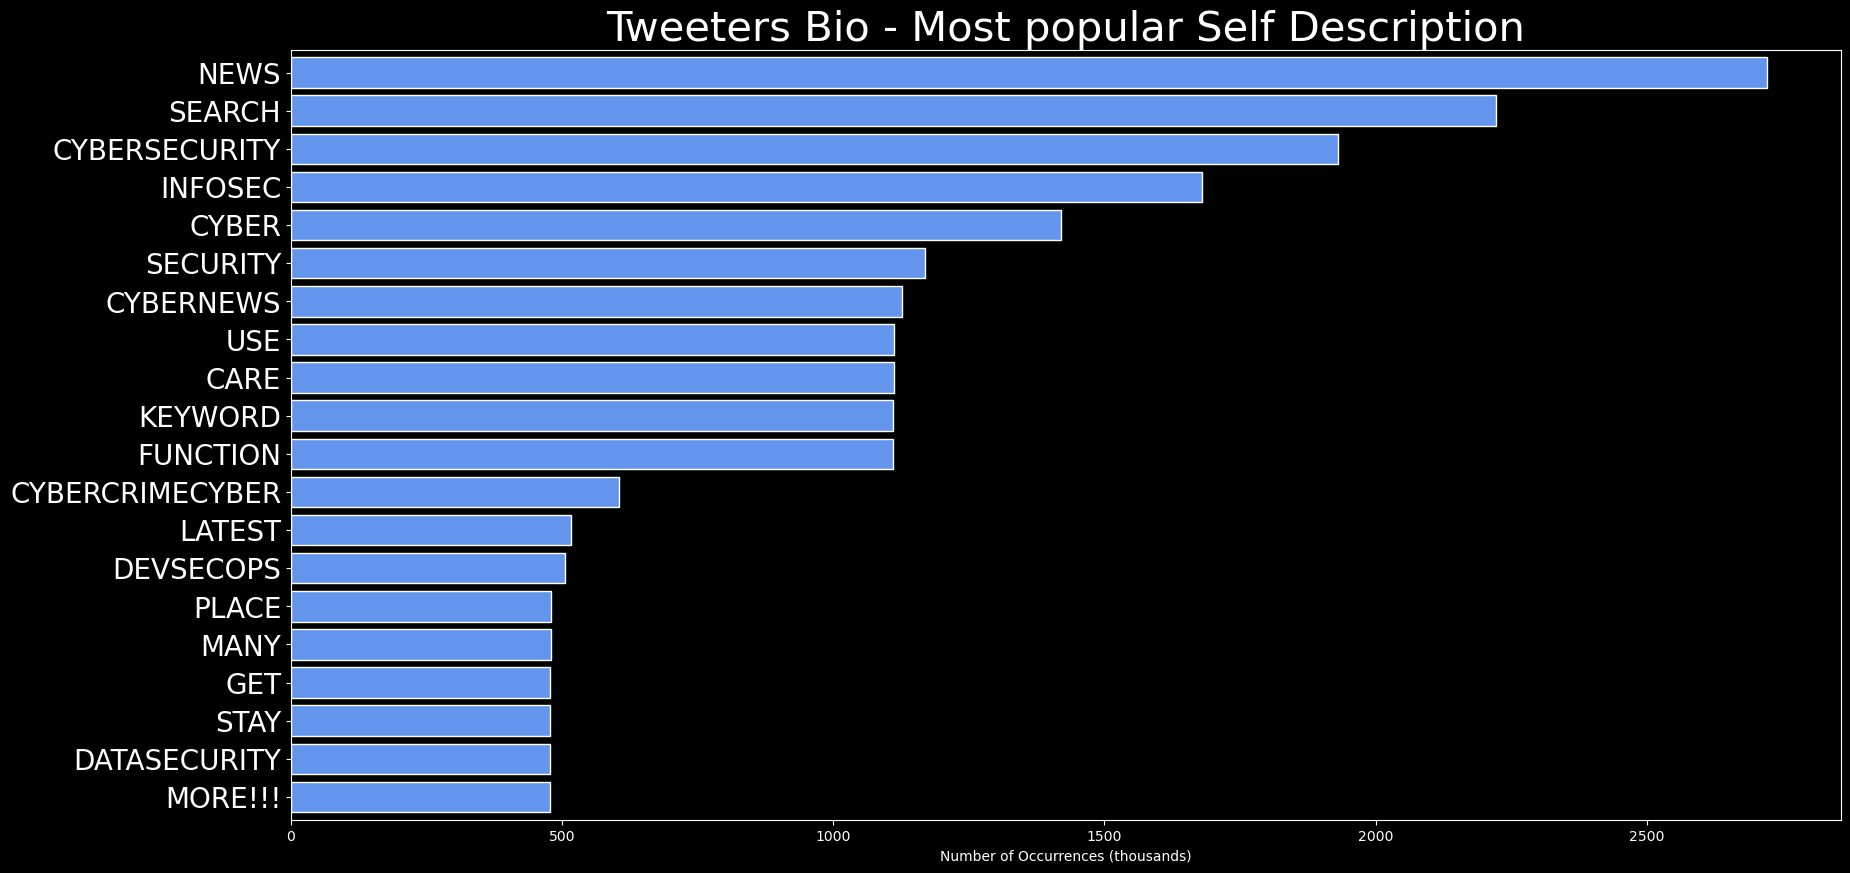 Tweeters Bio - Most popular Self Description
NEWS
SEARCH
CYBERSECURITY
INFOSEC
CYBER
SECURITY
CYBERNEWS
USE
CARE
KEYWORD
FUNCTION
CYBERCRIMECYBER
LATEST
DEVSECOPS
PLACE
MANY
GET
STAY
DATASECURITY
MORE!!!
0 500 1000 1500 2000 2500
Number of Occurrences (thousands)